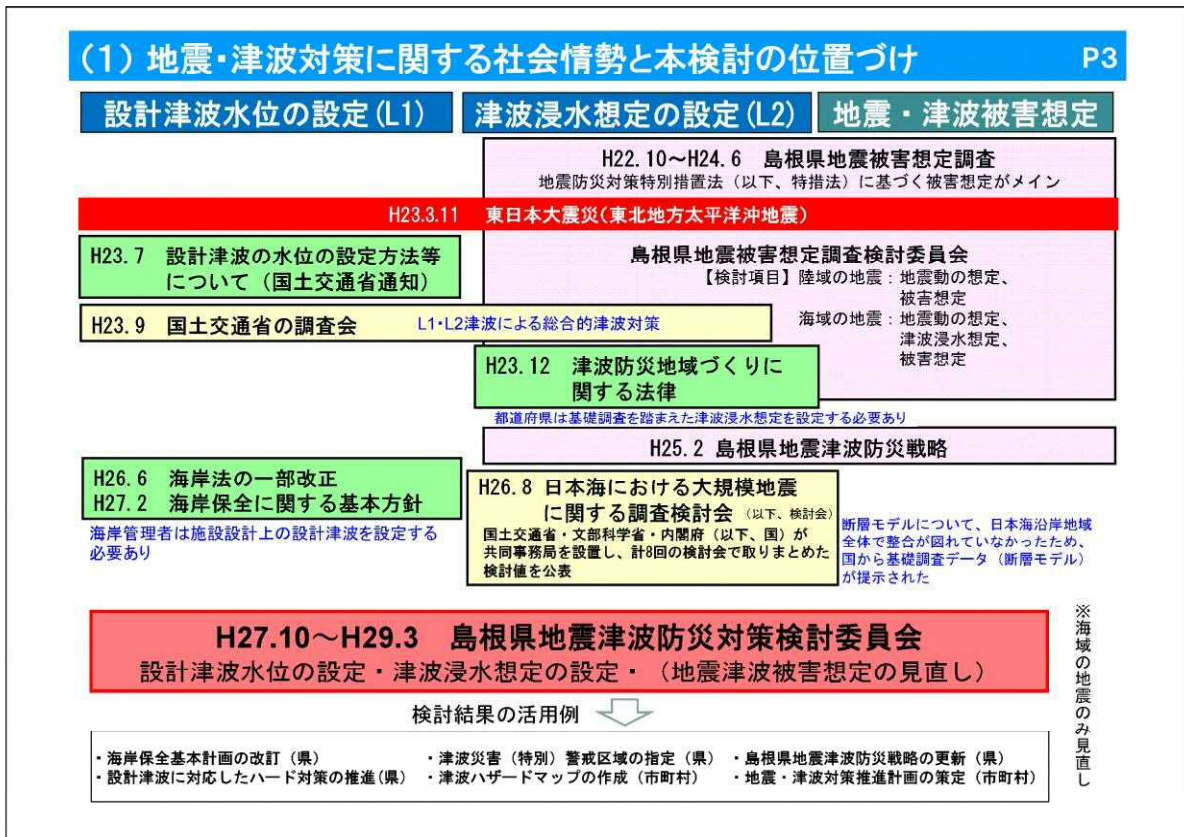 (1) 地震・津波対策に関する社会情勢と本検討の位置づけ P3
設計津波水位の設定(L1)
津波浸水想定の設定(L2)
地震・津波被害想定
H22.10～H24.6 島根県地震被害想定調査
地震防災対策特別措置法（以下、特措法）に基づく被害想定がメイン
H23.3.11 東日本大震災(東北地方太平洋沖地震)
H23.7 設計津波の水位の設定方法等
について（国土交通省通知）
島根県地震被害想定調査検討委員会
【検討項目】陸域の地震：地震動の想定、
被害想定
海域の地震：地震動の想定、
津波浸水想定、
被害想定
H23.9 国土交通省の調査会 L1・L2津波による総合的津波対策
H23.12 津波防災地域づくりに
関する法律
都道府県は基礎調査を踏まえた津波浸水想定を設定する必要あり
H25.2 島根県地震津波防災戦略
H26.6 海岸法の一部改正
H27.2 海岸保全に関する基本方針
海岸管理者は施設設計上の設計津波を設定する
必要あり
H26.8 日本海における大規模地震
に関する調査検討会（以下、検討会）
国土交通省・文部科学省・内閣府（以下、国）が
共同事務局を設置し、計8回の検討会で取りまとめた
検討値を公表
断層モデルについて、日本海沿岸地域
全体で整合が図れていなかったため、
国から基礎調査データ（断層モデル）
が提示された
H27.10～H29.3 島根県地震津波防災対策検討委員会
設計津波水位の設定・津波浸水想定の設定・（地震津波被害想定の見直し）
※海域の地震のみ見直し
検討結果の活用例
・海岸保全基本計画の改訂（県） ・津波災害（特別）警戒区域の指定（県） ・島根県地震津波防災戦略の更新（県）
・設計津波に対応したハード対策の推進（県） ・津波ハザードマップの作成（市町村） ・地震・津波対策推進計画の策定（市町村）